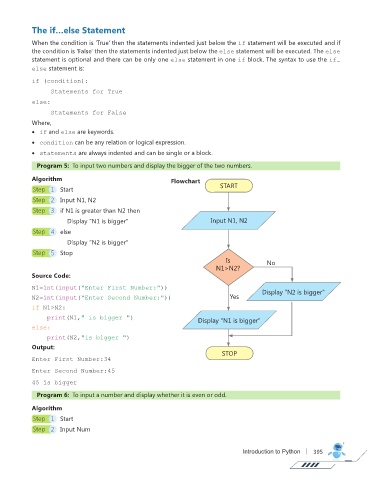 The if...else Statement
When the condition is 'True' then the statements indented just below the if statement will be executed and if
the condition is 'False' then the statements indented just below the else statement will be executed. The else
statement is optional and there can be only one else statement in one if block. The syntax to use the if_
else statement is:
if (condition):
Statements for True
else:
Statements for False
Where,
• if and else are keywords.
• condition can be any relation or logical expression.
• statements are always indented and can be single or a block.
Program 5: To input two numbers and display the bigger of the two numbers.
Algorithm
Step 1 Start
Step 2 Input N1, N2
Step 3 if N1 is greater than N2 then
Display "N1 is bigger"
Step 4 else
Display "N2 is bigger"
Step 5 Stop
Flowchart
START
Input N1, N2
Is
N1>N2?
No
Yes
Display "N2 is bigger"
Display "N1 is bigger"
STOP
Source Code:
N1=int(input("Enter First Number:"))
N2=int(input("Enter Second Number:"))
if N1>N2:
print(N1," is bigger ")
else:
print(N2,"is bigger ")
Output:
Enter First Number:34
Enter Second Number:45
45 is bigger
Program 6: To input a number and display whether it is even or odd.
Algorithm
Step 1 Start
Step 2 Input Num
Introduction to Python | 395